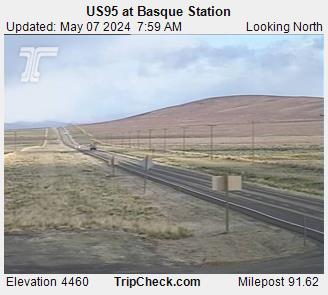 US95 at Basque Station
Updated: May 07 2024 7:59 AM Looking North
Elevation 4460 TripCheck.com Milepost 91.62